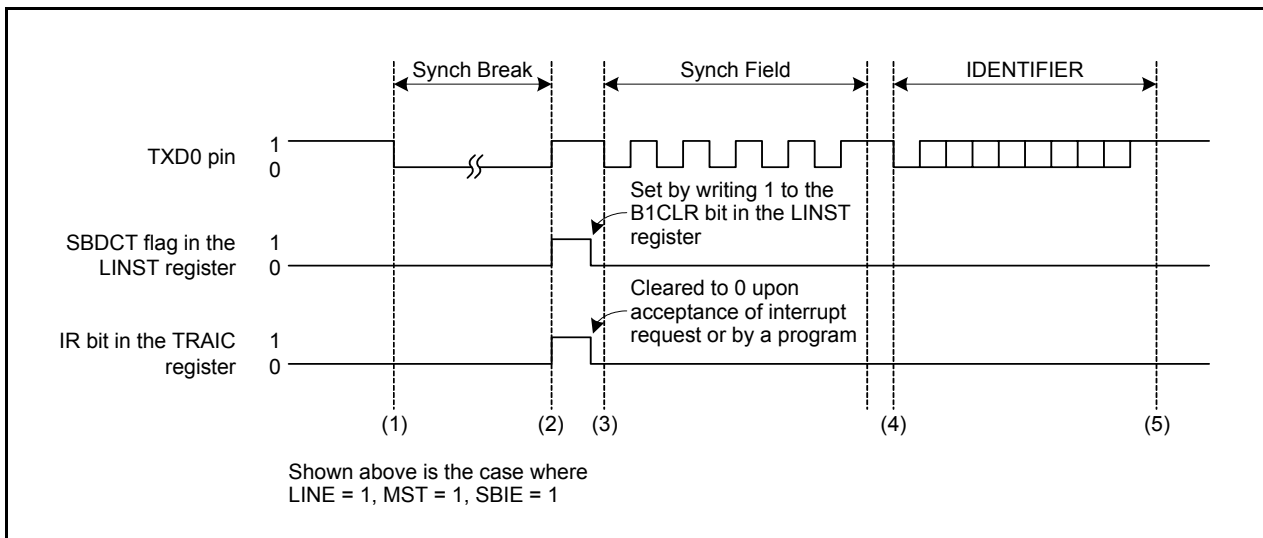 Synch Break
Synch Field
IDENTIFIER
TXD0 pin
1
0
Set by writing 1 to the
B1CLR bit in the LINST
register
SBDCT flag in the
LINST register
1
0
Cleared to 0 upon
acceptance of interrupt
request or by a program
IR bit in the TRAIC
register
1
0
(1)
(2)
(3)
(4)
(5)
Shown above is the case where
LINE = 1, MST = 1, SBIE = 1